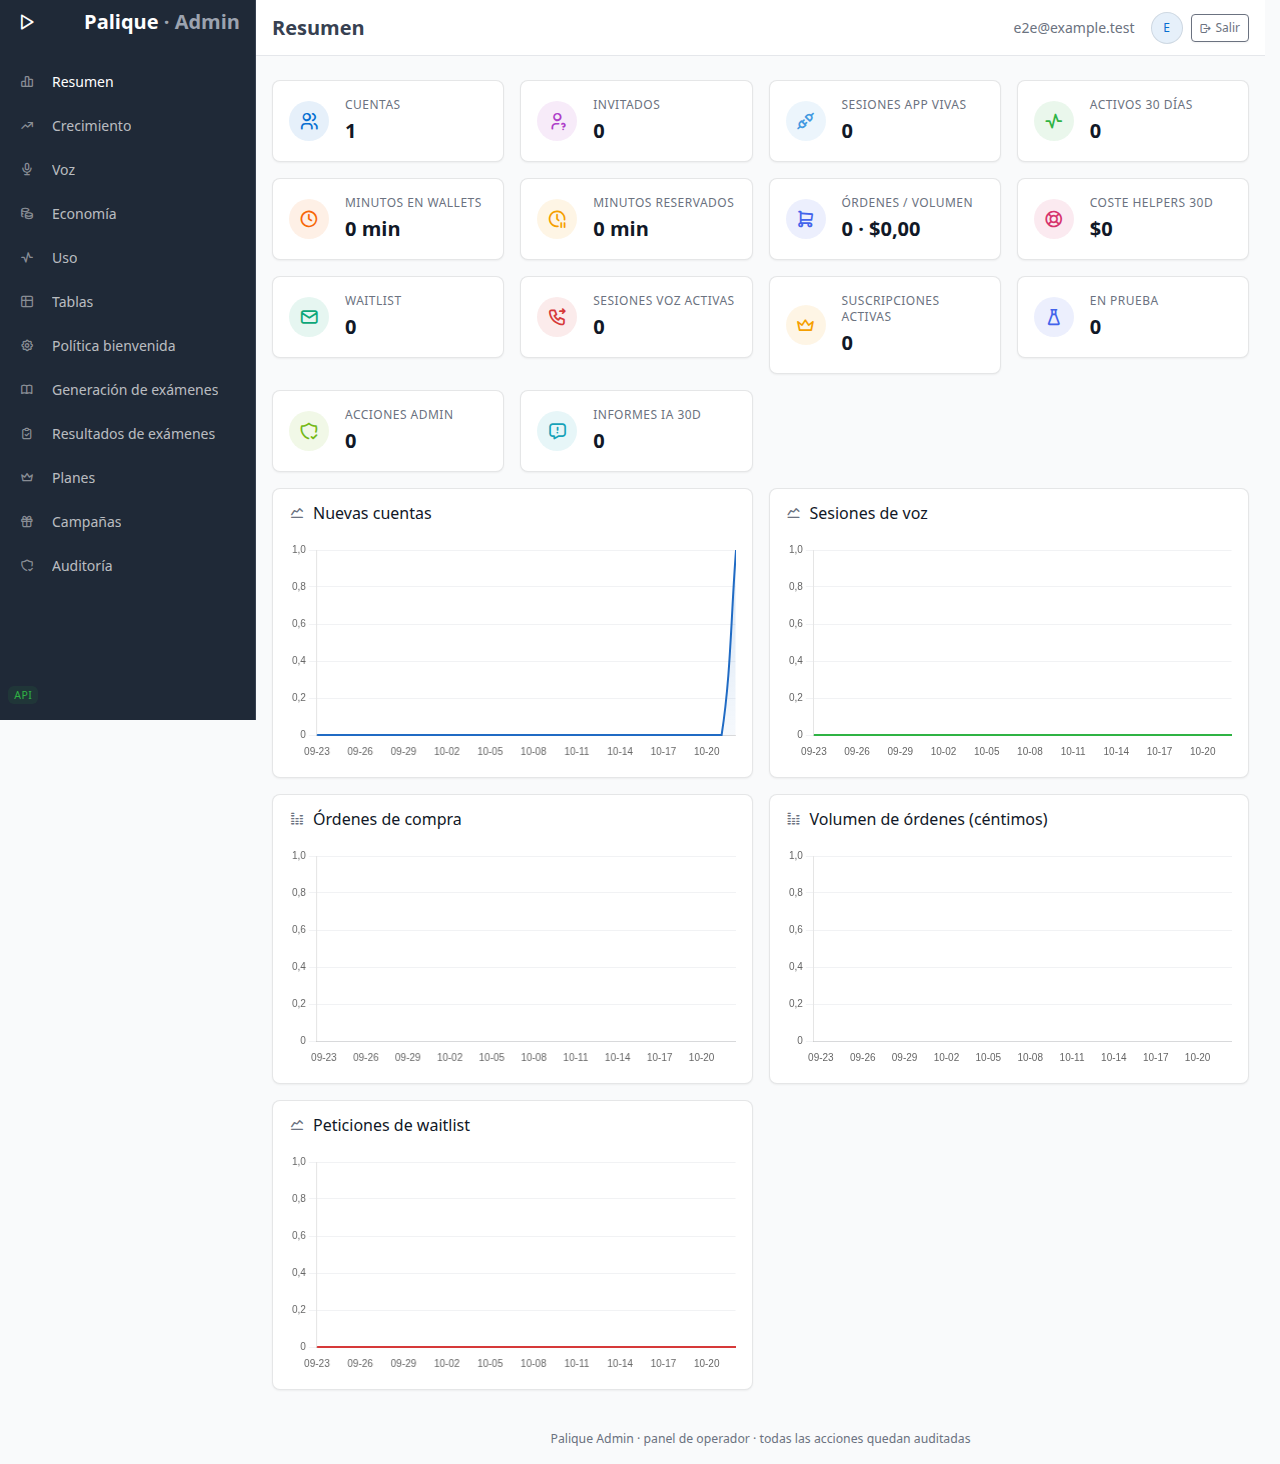 Palique · Admin
Resumen
Crecimiento
Voz
Economía
Uso
Tablas
Política bienvenida
Generación de exámenes
Resultados de exámenes
Planes
Campañas
Auditoría
API
Resumen
e2e@example.test
E
Salir
CUENTAS
1
INVITADOS
0
SESIONES APP VIVAS
0
ACTIVOS 30 DÍAS
0
MINUTOS EN WALLETS
0 min
MINUTOS RESERVADOS
0 min
ÓRDENES / VOLUMEN
0 · $0,00
COSTE HELPERS 30D
$0
WAITLIST
0
SESIONES VOZ ACTIVAS
0
SUSCRIPCIONES
ACTIVAS
0
EN PRUEBA
0
ACCIONES ADMIN
0
INFORMES IA 30D
0
Nuevas cuentas
1,0
0,8
0,6
0,4
0,2
0
09-23 09-26 09-29 10-02 10-05 10-08 10-11 10-14 10-17 10-20
Sesiones de voz
1,0
0,8
0,6
0,4
0,2
0
09-23 09-26 09-29 10-02 10-05 10-08 10-11 10-14 10-17 10-20
Órdenes de compra
1,0
0,8
0,6
0,4
0,2
0
09-23 09-26 09-29 10-02 10-05 10-08 10-11 10-14 10-17 10-20
Volumen de órdenes (céntimos)
1,0
0,8
0,6
0,4
0,2
0
09-23 09-26 09-29 10-02 10-05 10-08 10-11 10-14 10-17 10-20
Peticiones de waitlist
1,0
0,8
0,6
0,4
0,2
0
09-23 09-26 09-29 10-02 10-05 10-08 10-11 10-14 10-17 10-20
Palique Admin · panel de operador · todas las acciones quedan auditadas